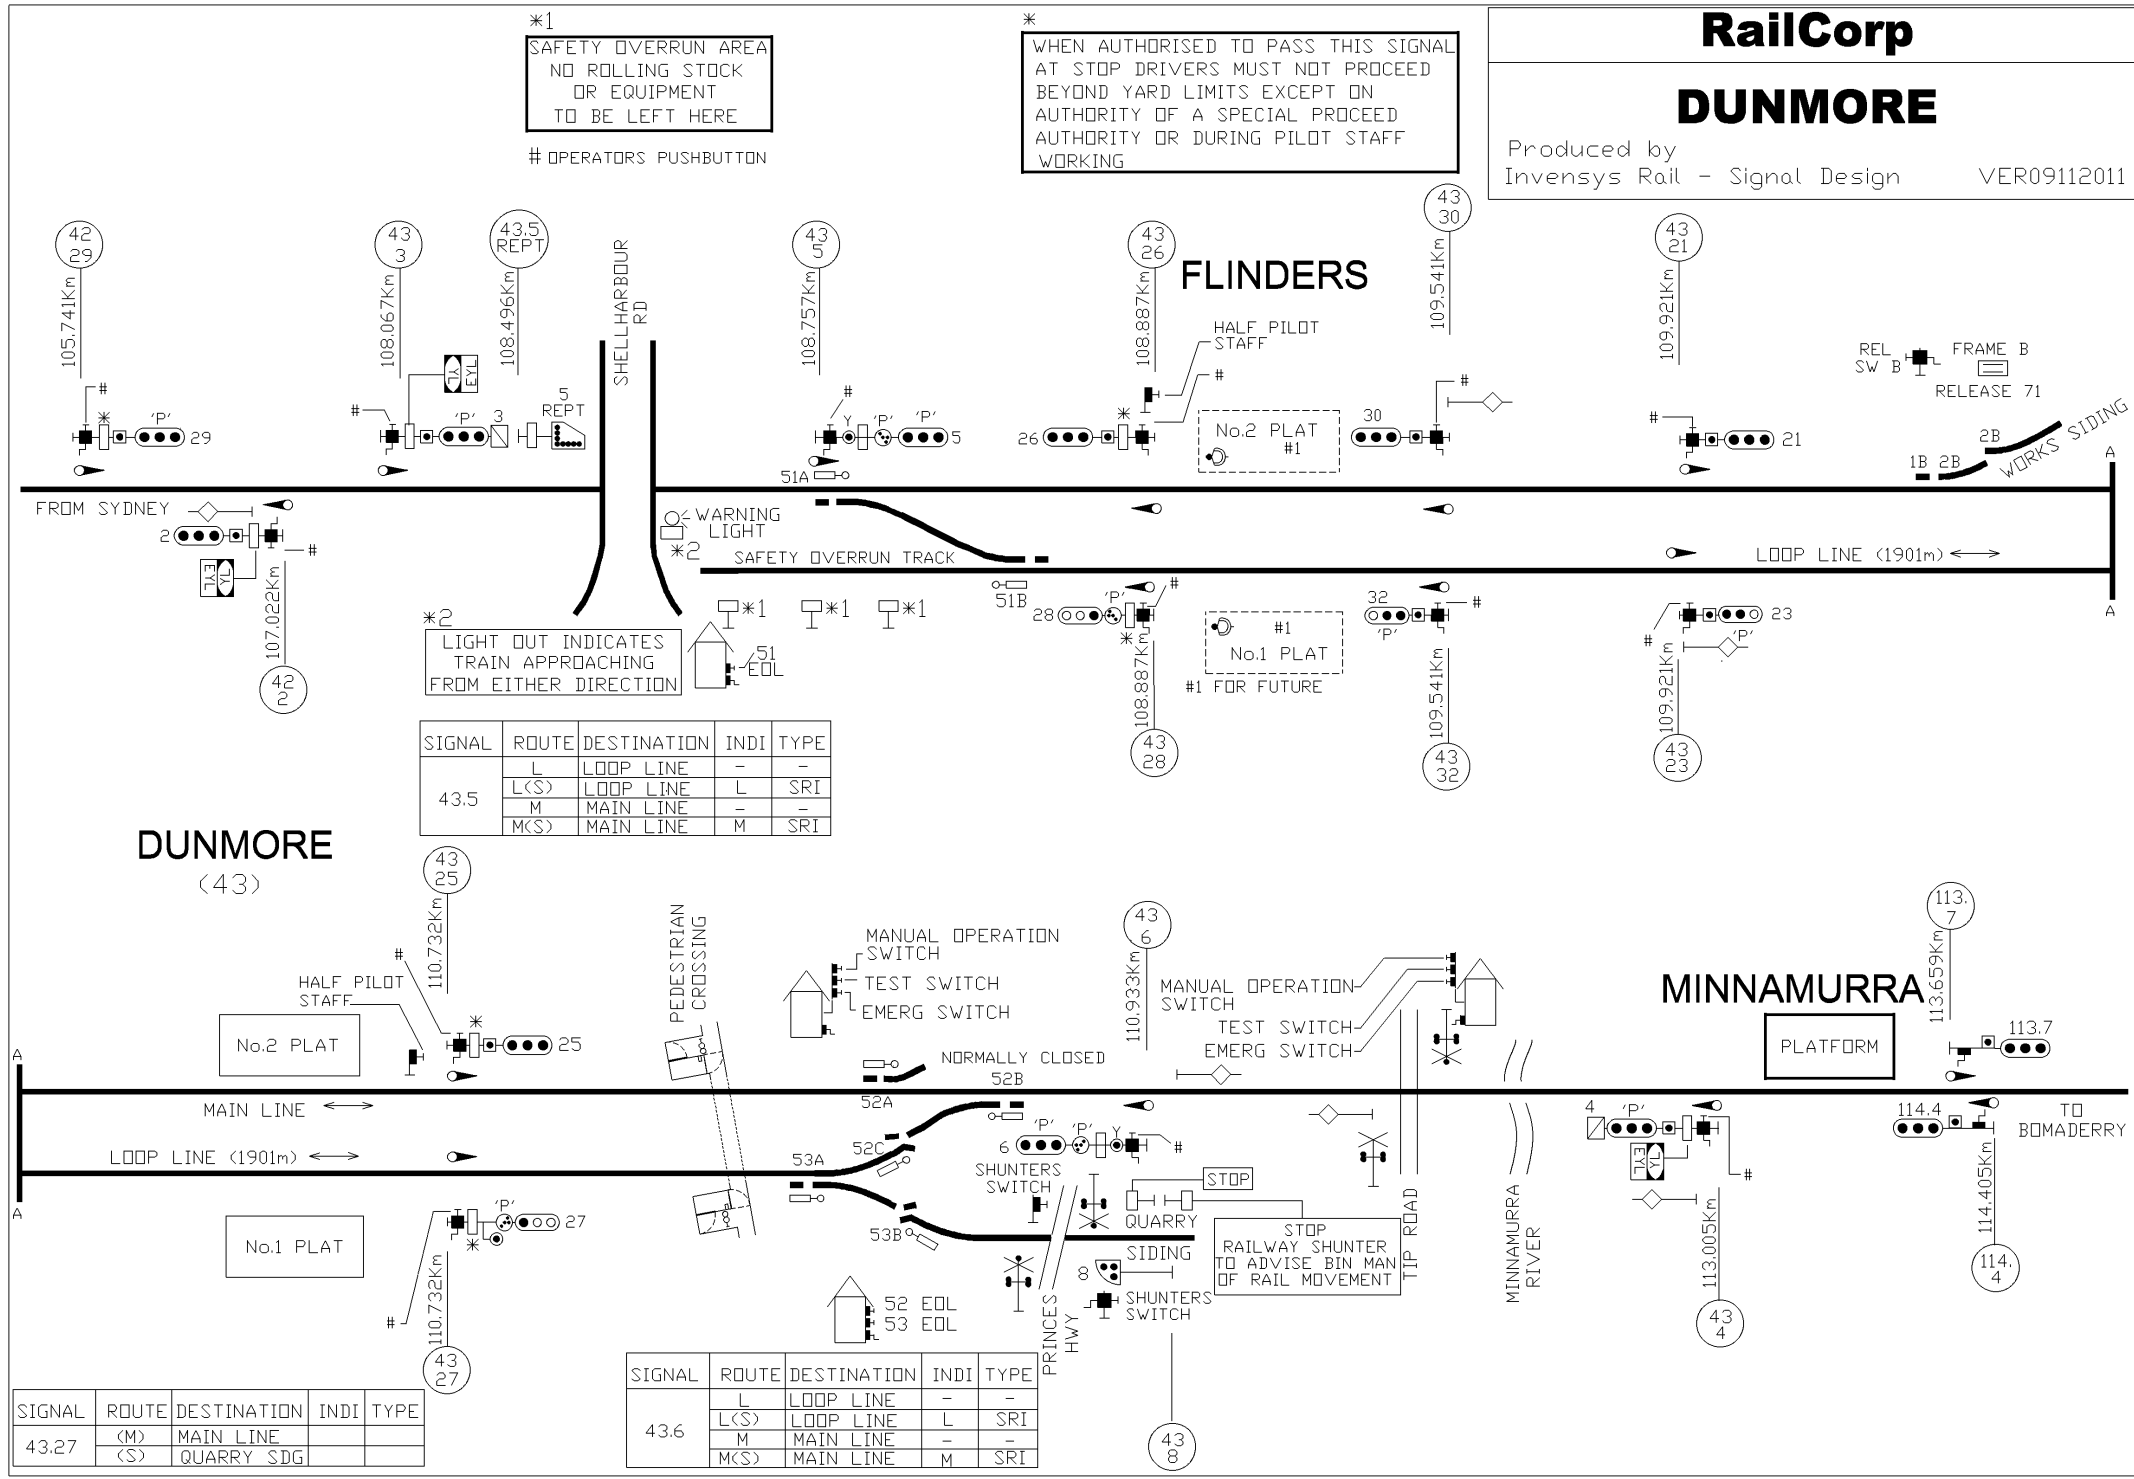 *1
SAFETY OVERRUN AREA
NO ROLLING STOCK
OR EQUIPMENT
TO BE LEFT HERE
# OPERATORS PUSHBUTTON
*
WHEN AUTHORISED TO PASS THIS SIGNAL
AT STOP DRIVERS MUST NOT PROCEED
BEYOND YARD LIMITS EXCEPT ON
AUTHORITY OF A SPECIAL PROCEED
AUTHORITY OR DURING PILOT STAFF
WORKING
RailCorp
DUNMORE
Produced by
Invensys Rail - Signal Design VER09112011
42
29
105.741Km
43
3
108.067Km
43.5
REPT
108.496Km
SHELLHARBOUR
RD
43
5
108.757Km
43
26
108.887Km
FLINDERS
43
30
109.541Km
43
21
109.921Km
HALF PILOT
STAFF
REL
SW B
FRAME B
RELEASE 71
#
*
'P'
29
#
YL
EYL
'P'
3
5
REPT
#
Y
'P'
'P'
5
26
*
#
No.2 PLAT
#1
30
#
#
21
1B
2B
2B
WORKS SIDING
A
51A
FROM SYDNEY
2
#
EYL
YL
WARNING
LIGHT
*2
SAFETY OVERRUN TRACK
LOOP LINE (1901m)
51B
A
107.022Km
42
2
*2
LIGHT OUT INDICATES
TRAIN APPROACHING
FROM EITHER DIRECTION
*1
*1
*1
51
EOL
28
'P'
*
#
108.887Km
43
28
#1
No.1 PLAT
#1 FOR FUTURE
32
'P'
#
109.541Km
43
32
#
'P'
23
109.921Km
43
23
SIGNAL ROUTE DESTINATION INDI TYPE
43.5
L LOOP LINE - -
L(S) LOOP LINE L SRI
M MAIN LINE - -
M(S) MAIN LINE M SRI
DUNMORE
(43)
43
25
110.732Km
#
HALF PILOT
STAFF
No.2 PLAT
*
25
PEDESTRIAN
CROSSING
MANUAL OPERATION
SWITCH
TEST SWITCH
EMERG SWITCH
43
6
110.933Km
MANUAL OPERATION
SWITCH
TEST SWITCH
EMERG SWITCH
MINNAMURRA
PLATFORM
113.
7
113.659Km
113.7
A
MAIN LINE
LOOP LINE (1901m)
A
NORMALLY CLOSED
52A
52B
52C
53A
53B
6
'P'
'P'
Y
#
SHUNTERS
SWITCH
STOP
QUARRY
SIDING
STOP
RAILWAY SHUNTER
TO ADVISE BIN MAN
OF RAIL MOVEMENT
TIP ROAD
MINNAMURRA
RIVER
4
'P'
EYL
YL
#
113.005Km
43
4
114.4
TO
BOMADERRY
114.405Km
114.
4
No.1 PLAT
#
*
'P'
27
#
110.732Km
43
27
52 EOL
53 EOL
PRINCES
HWY
8
SHUNTERS
SWITCH
43
8
SIGNAL ROUTE DESTINATION INDI TYPE
43.27
(M) MAIN LINE
(S) QUARRY SDG
SIGNAL ROUTE DESTINATION INDI TYPE
43.6
L LOOP LINE - -
L(S) LOOP LINE L SRI
M MAIN LINE - -
M(S) MAIN LINE M SRI